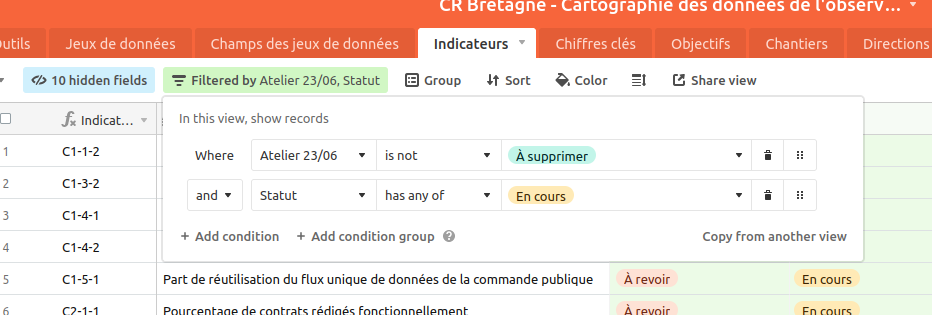 CR Bretagne - Cartographie des données de l'observ...
Outils Jeux de données Champs des jeux de données Indicateurs Chiffres clés Objectifs Chantiers Directions
10 hidden fields Filtered by Atelier 23/06, Statut Group Sort Color Share view
Indicat...
In this view, show records
1 C1-1-2
Where Atelier 23/06 is not À supprimer
2 C1-3-2
and Statut has any of En cours
3 C1-4-1
+ Add condition + Add condition group Copy from another view
4 C1-4-2
5 C1-5-1 Part de réutilisation du flux unique de données de la commande publique À revoir En cours
6 C2-1-1 Pourcentage de contrats rédigés fonctionnellement À revoir En cours